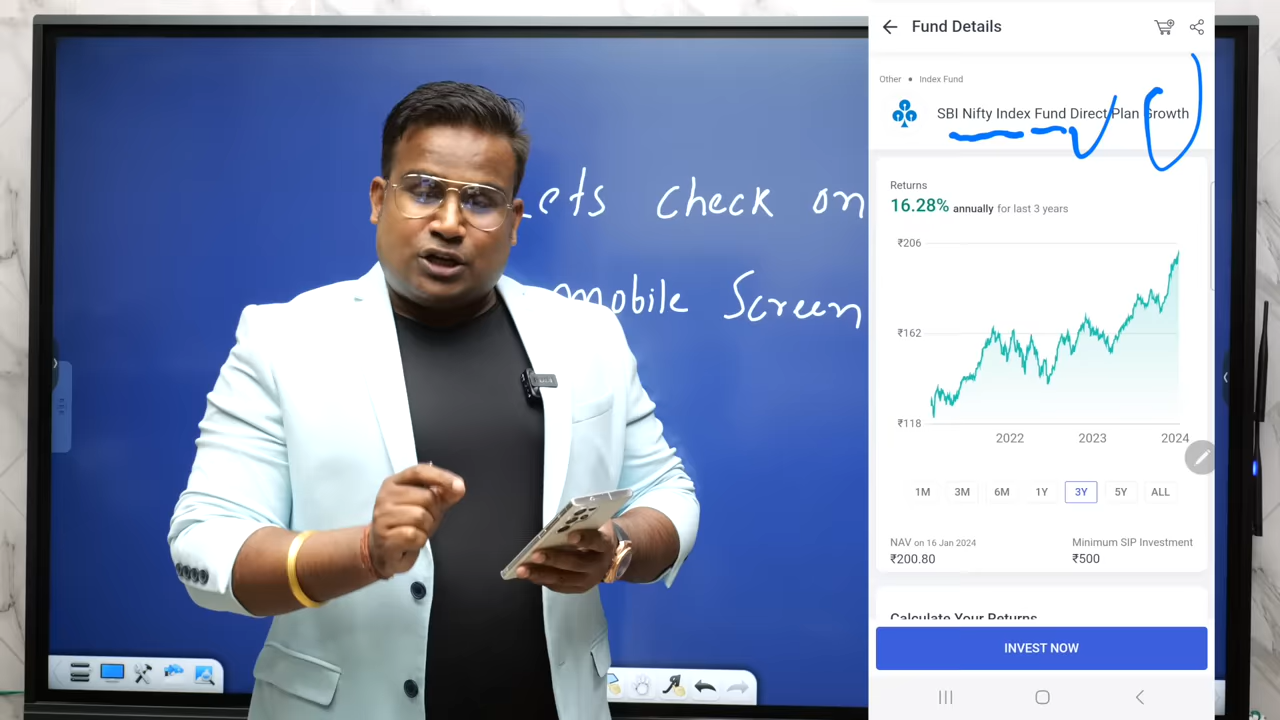 Lets check on
mobile Screen
Fund Details
Other • Index Fund
SBI Nifty Index Fund Direct Plan Growth
Returns
16.28% annually for last 3 years
₹206
₹162
₹118
2022 2023 2024
1M 3M 6M 1Y 3Y 5Y ALL
NAV on 16 Jan 2024 Minimum SIP Investment
₹200.80 ₹500
Calculate Your Returns
INVEST NOW